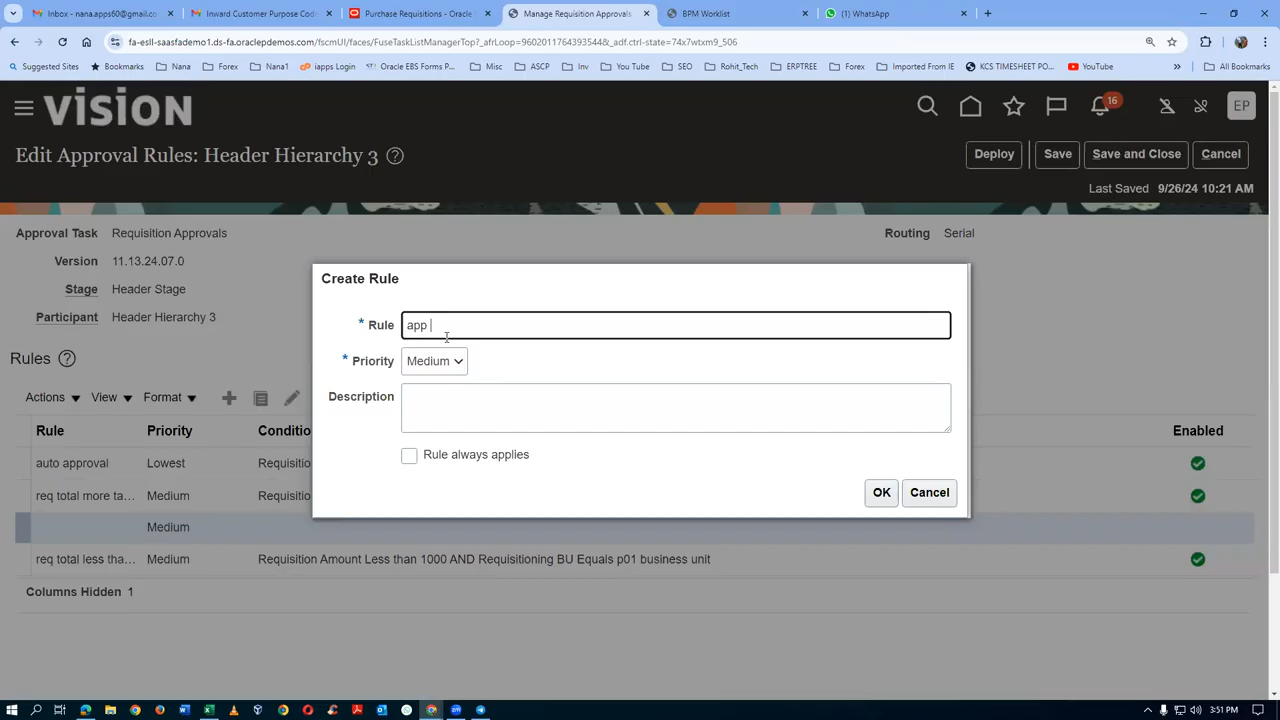 Inbox - nana.apps60@gmail.co
Inward Customer Purpose Code
Purchase Requisitions - Oracle
Manage Requisition Approvals
BPM Worklist
(1) WhatsApp
fa-esll-saasfademo1.ds-fa.oraclepdemos.com/fscmUI/faces/FuseTaskListManagerTop?_afrLoop=9602011764393544&_adf.ctrl-state=74x7wtxm9_506
Suggested Sites
Bookmarks
Nana
Forex
Nana1
iapps Login
Oracle EBS Forms P...
Misc
ASCP
Inv
You Tube
SEO
Rohit_Tech
ERPTREE
Forex
Imported From IE
KCS TIMESHEET PO...
YouTube
All Bookmarks
VISION
16
EP
Edit Approval Rules: Header Hierarchy 3
Deploy
Save
Save and Close
Cancel
Last Saved 9/26/24 10:21 AM
Approval Task Requisition Approvals
Routing Serial
Version 11.13.24.07.0
Stage Header Stage
Participant Header Hierarchy 3
Create Rule
* Rule app
* Priority Medium
Description
Rule always applies
OK
Cancel
Rules
Actions
View
Format
Rule
Priority
Conditio
Enabled
auto approval Lowest Requisitio
req total more ta... Medium Requisitio
Medium
req total less tha... Medium Requisition Amount Less than 1000 AND Requisitioning BU Equals p01 business unit
Columns Hidden 1
3:51 PM